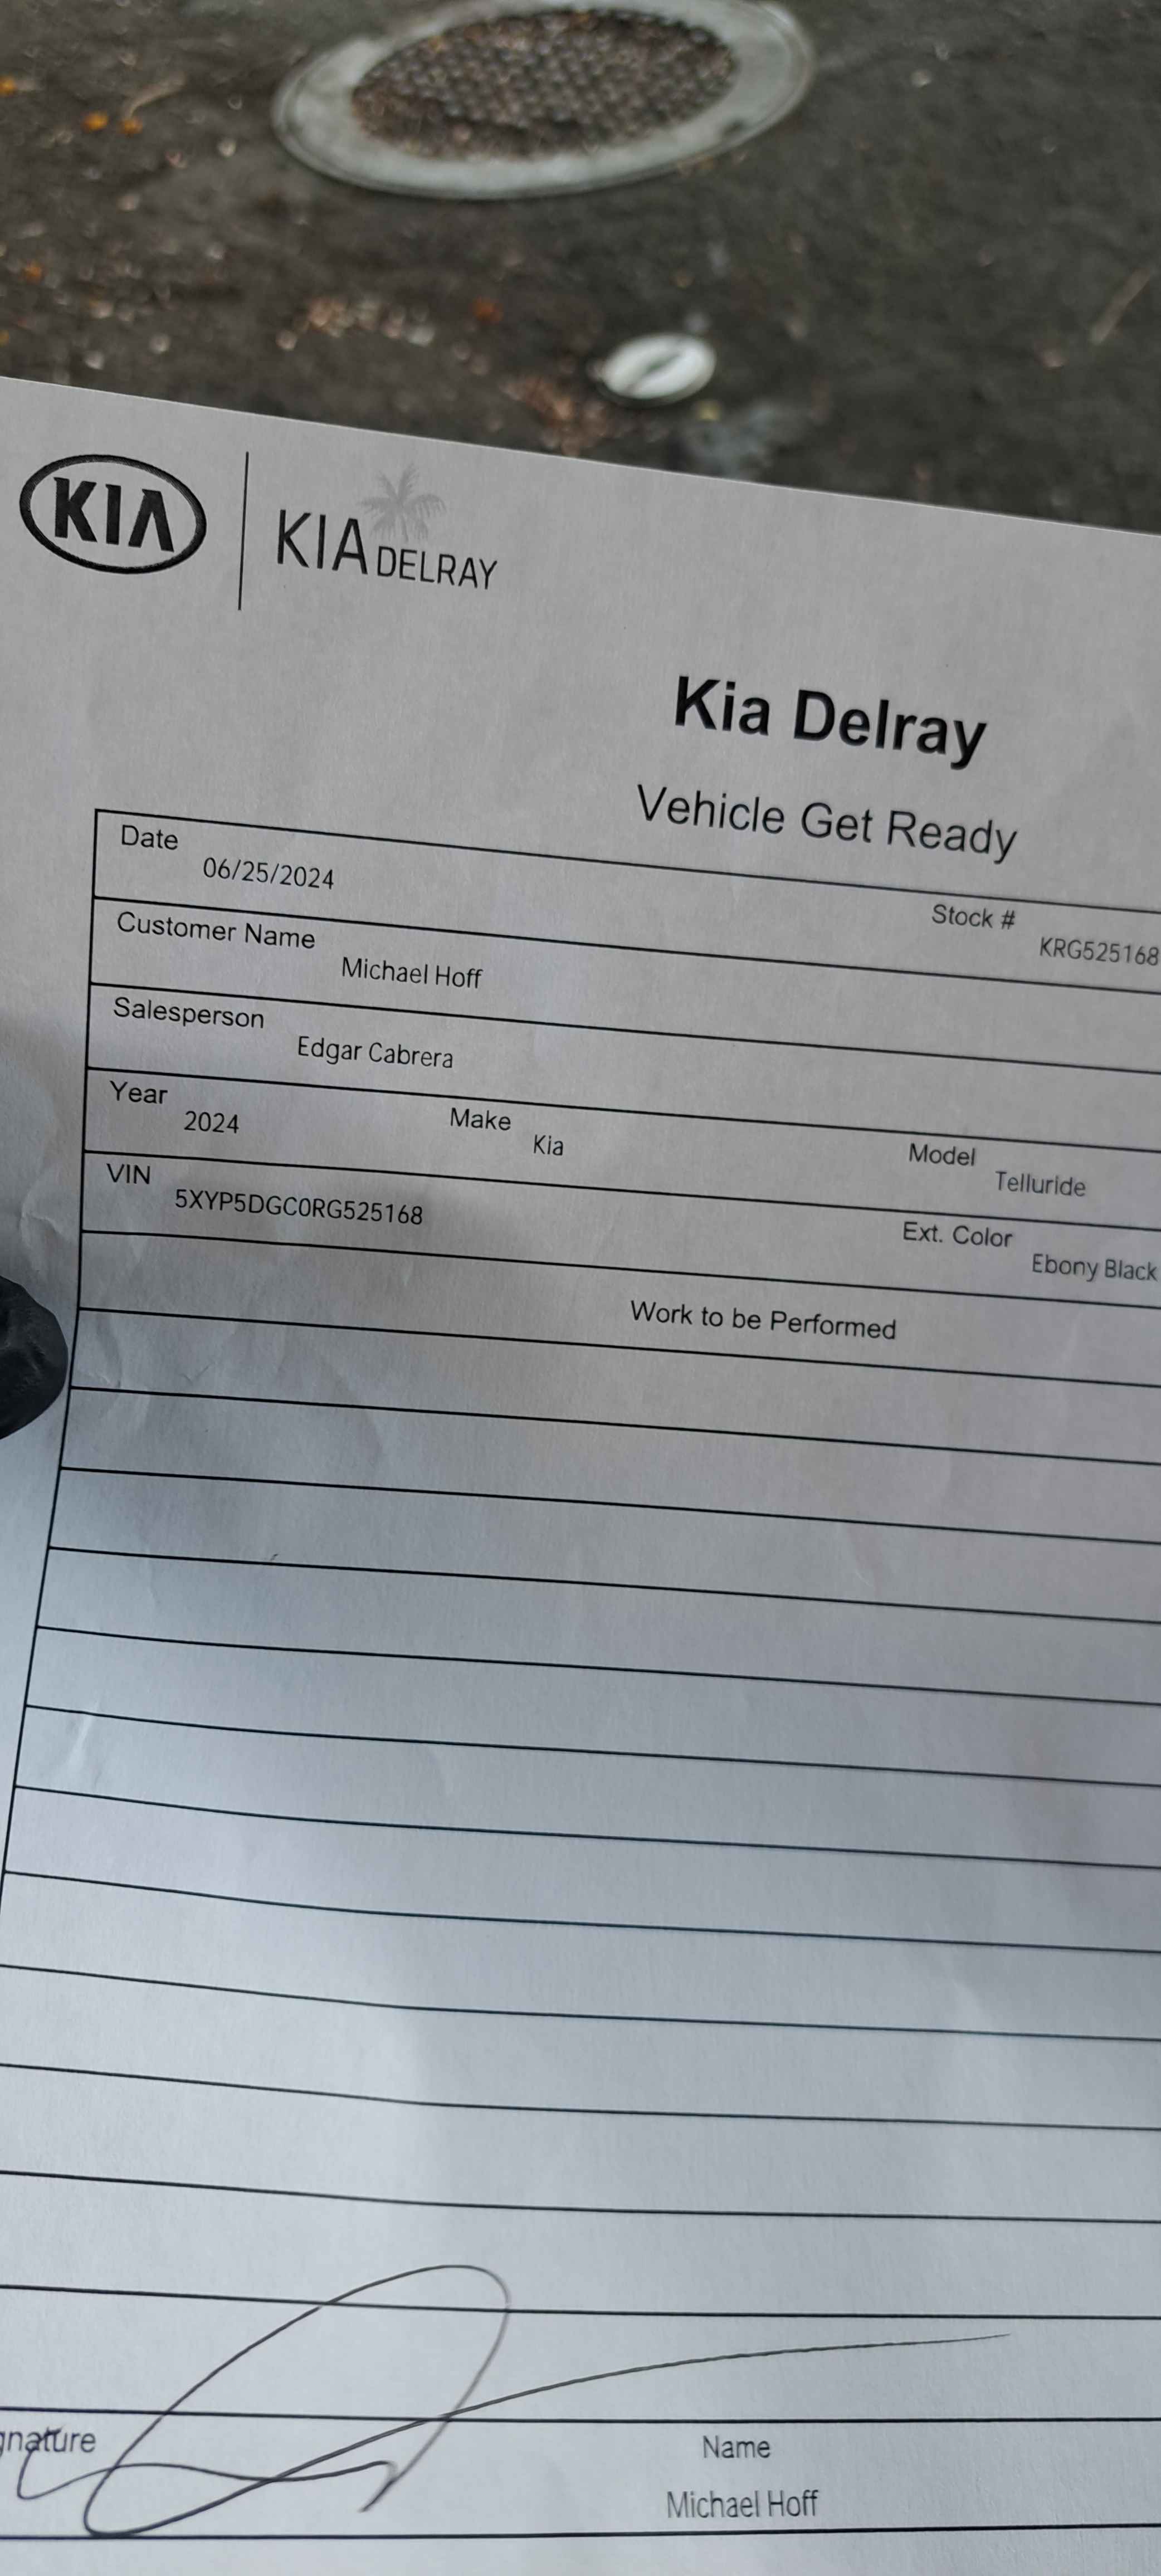 KIA
KIA DELRAY
Kia Delray
Vehicle Get Ready
Date 06/25/2024 Stock # KRG525168
Customer Name Michael Hoff
Salesperson Edgar Cabrera
Year 2024 Make Kia Model Telluride
VIN 5XYP5DGC0RG525168 Ext. Color Ebony Black
Work to be Performed
gnature Name
Michael Hoff